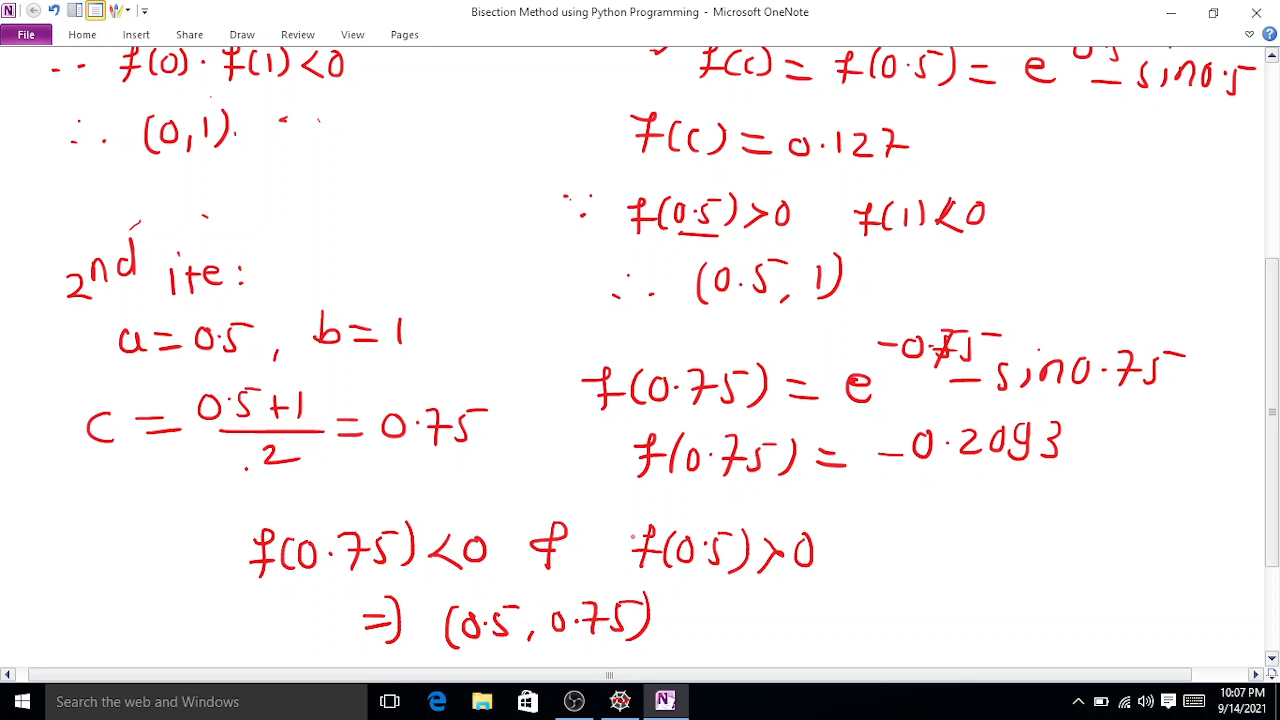 Bisection Method using Python Programming - Microsoft OneNote
File Home Insert Share Draw Review View Pages
∵ f(0) · f(1) < 0
∴ (0, 1)
f(c) = f(0.5) = e^0.5 - sin 0.5
f(c) = 0.127
∵ f(0.5) > 0 f(1) < 0
∴ (0.5, 1)
2nd ite:
a = 0.5, b = 1
c = (0.5 + 1)/2 = 0.75
f(0.75) = e^-0.75 - sin 0.75
f(0.75) = -0.2093
f(0.75) < 0 & f(0.5) > 0
=) (0.5, 0.75)
Search the web and Windows
10:07 PM
9/14/2021